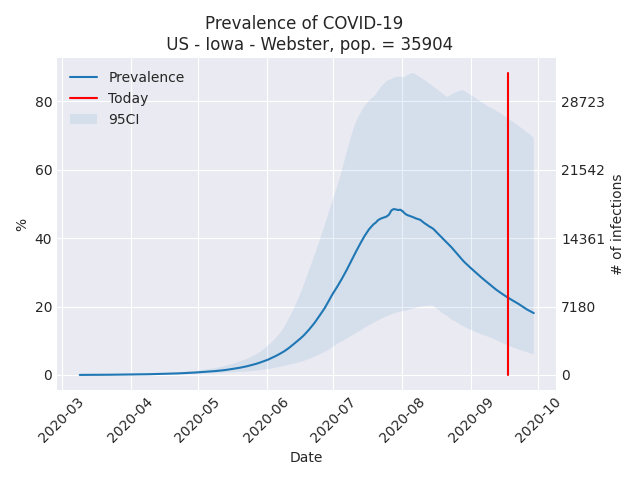 Prevalence of COVID-19
US - Iowa - Webster, pop. = 35904
Prevalence
Today
95CI
80
60
40
20
0
%
28723
21542
14361
7180
0
# of infections
2020-03
2020-04
2020-05
2020-06
2020-07
2020-08
2020-09
2020-10
Date